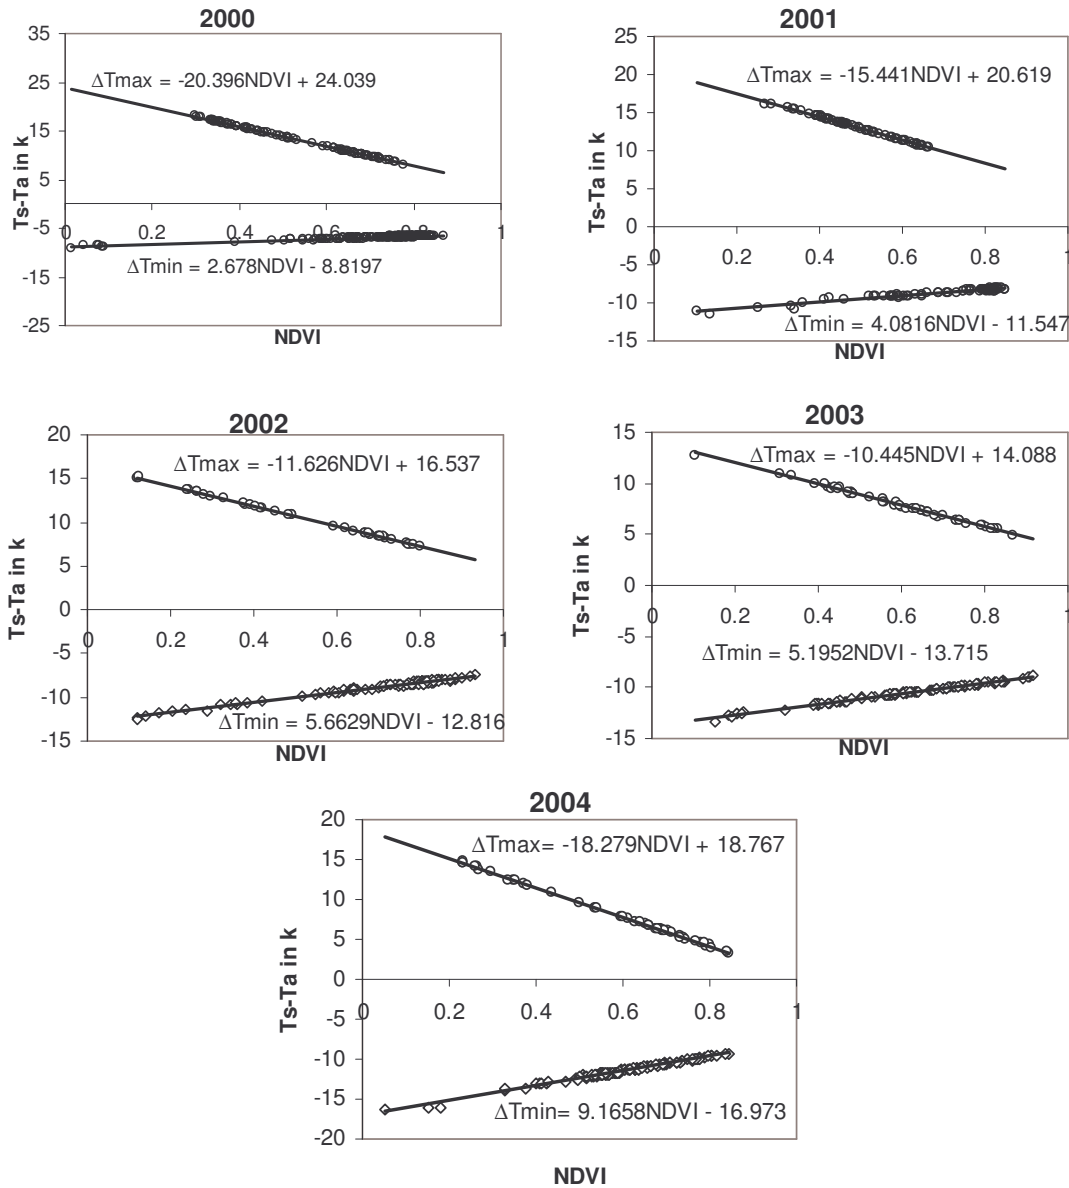 2000
35
25
15
5
-5
-15
-25
Ts-Ta in k
ΔTmax = -20.396NDVI + 24.039
0 0.2 0.4 0.6 0.8 1
ΔTmin = 2.678NDVI - 8.8197
NDVI
2001
25
20
15
10
5
0
-5
-10
-15
Ts-Ta in k
ΔTmax = -15.441NDVI + 20.619
0 0.2 0.4 0.6 0.8 1
ΔTmin = 4.0816NDVI - 11.547
NDVI
2002
20
15
10
5
0
-5
-10
-15
Ts-Ta in k
ΔTmax = -11.626NDVI + 16.537
0 0.2 0.4 0.6 0.8 1
ΔTmin = 5.6629NDVI - 12.816
NDVI
2003
15
10
5
0
-5
-10
-15
Ts-Ta in k
ΔTmax = -10.445NDVI + 14.088
0 0.2 0.4 0.6 0.8 1
ΔTmin = 5.1952NDVI - 13.715
NDVI
2004
20
15
10
5
0
-5
-10
-15
-20
Ts-Ta in k
ΔTmax= -18.279NDVI + 18.767
0 0.2 0.4 0.6 0.8 1
ΔTmin= 9.1658NDVI - 16.973
NDVI